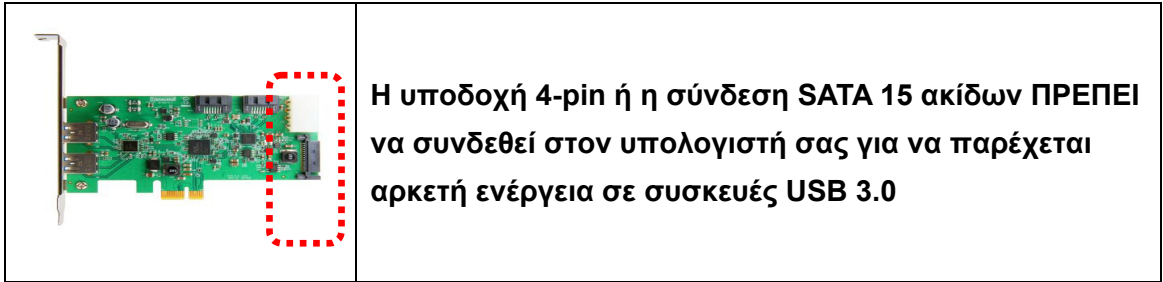 Η υποδοχή 4-pin ή η σύνδεση SATA 15 ακίδων ΠΡΕΠΕΙ
να συνδεθεί στον υπολογιστή σας για να παρέχεται
αρκετή ενέργεια σε συσκευές USB 3.0